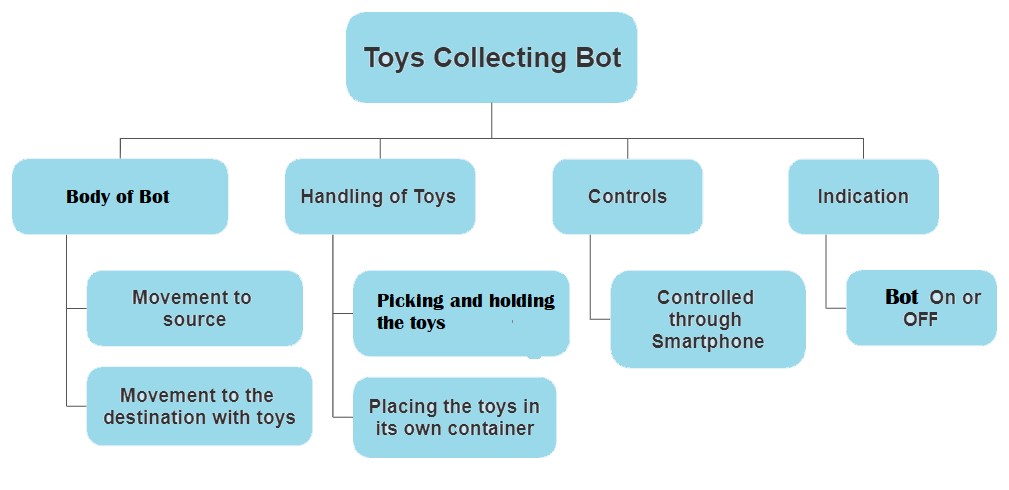 Toys Collecting Bot
Body of Bot
Handling of Toys
Controls
Indication
Movement to
source
Picking and holding
the toys
Controlled
through
Smartphone
Bot On or
OFF
Movement to the
destination with toys
Placing the toys in
its own container